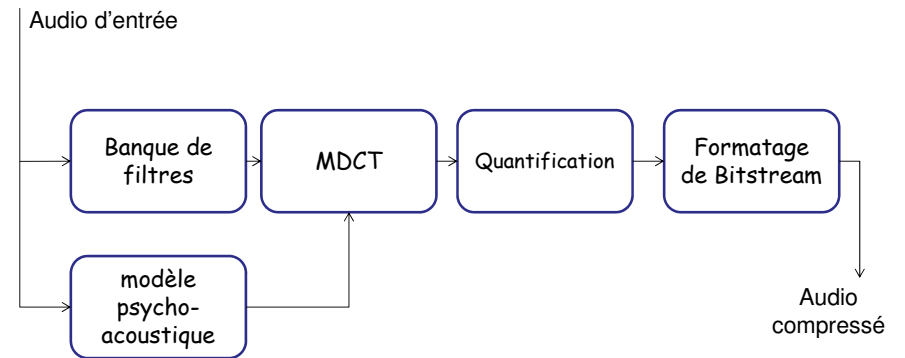 Audio d'entrée
Banque de
filtres
MDCT
Quantification
Formatage
de Bitstream
modèle
psycho-
acoustique
Audio
compressé